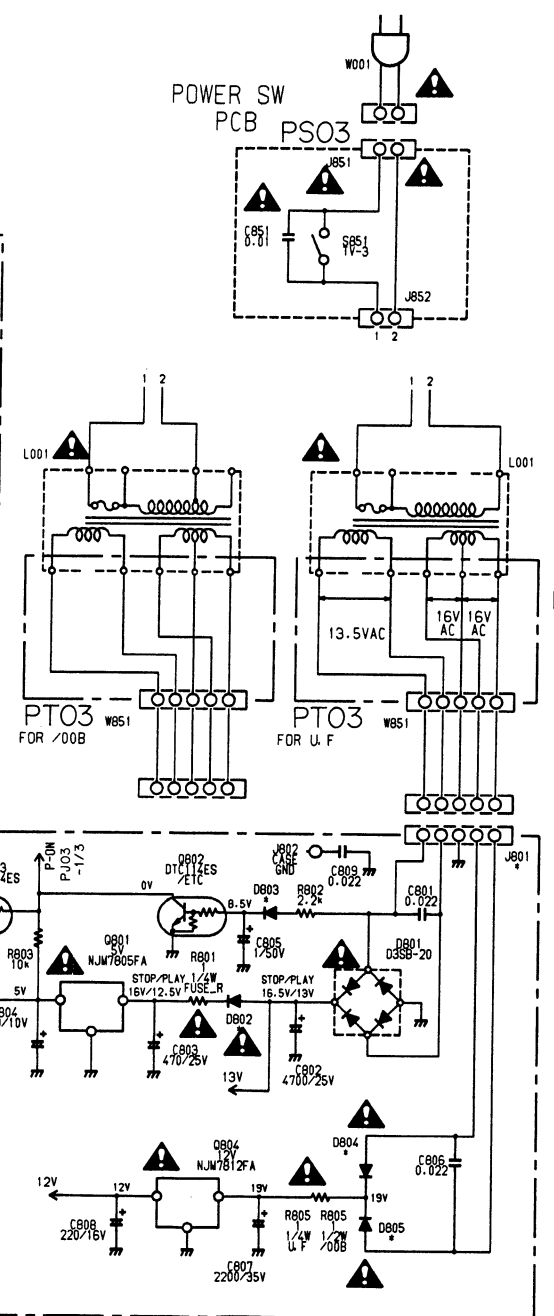 W001
POWER SW
PCB
PS03
J851
C851
0.01
S851
TV-3
J852
1 2
1 2
1 2
L001
L001
13.5VAC
16V
AC
16V
AC
PT03
W851
FOR /00B
PT03
W851
FOR U.F
P-ON
PJ03
-1/3
4ES
0V
Q802
DTC114ES
/ETC
J802
CASE
GND
C809
0.022
J801
*
8.5V
D803
*
R802
2.2K
C801
0.022
R803
10K
Q801
5V
NJM7805FA
C805
1/50V
D801
D3SB-20
R801
1
1/4W
FUSE_R
STOP/PLAY
16V/12.5V
STOP/PLAY
16.5V/13V
5V
/10V
D802
*
C803
470/25V
C802
4700/25V
13V
Q804
12V
NJM7812FA
D804
*
C806
0.022
12V
12V
19V
19V
C808
220/16V
R805
1
1/4W
U.F
R805
1
1/2W
/00B
D805
*
C807
2200/35V